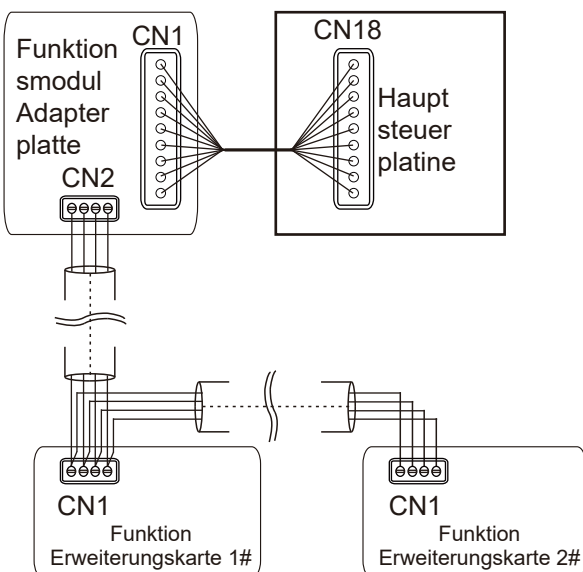 Funktion
smodul
Adapter
platte
CN1
CN2
CN18
Haupt
steuer
platine
CN1
Funktion
Erweiterungskarte 1#
CN1
Funktion
Erweiterungskarte 2#